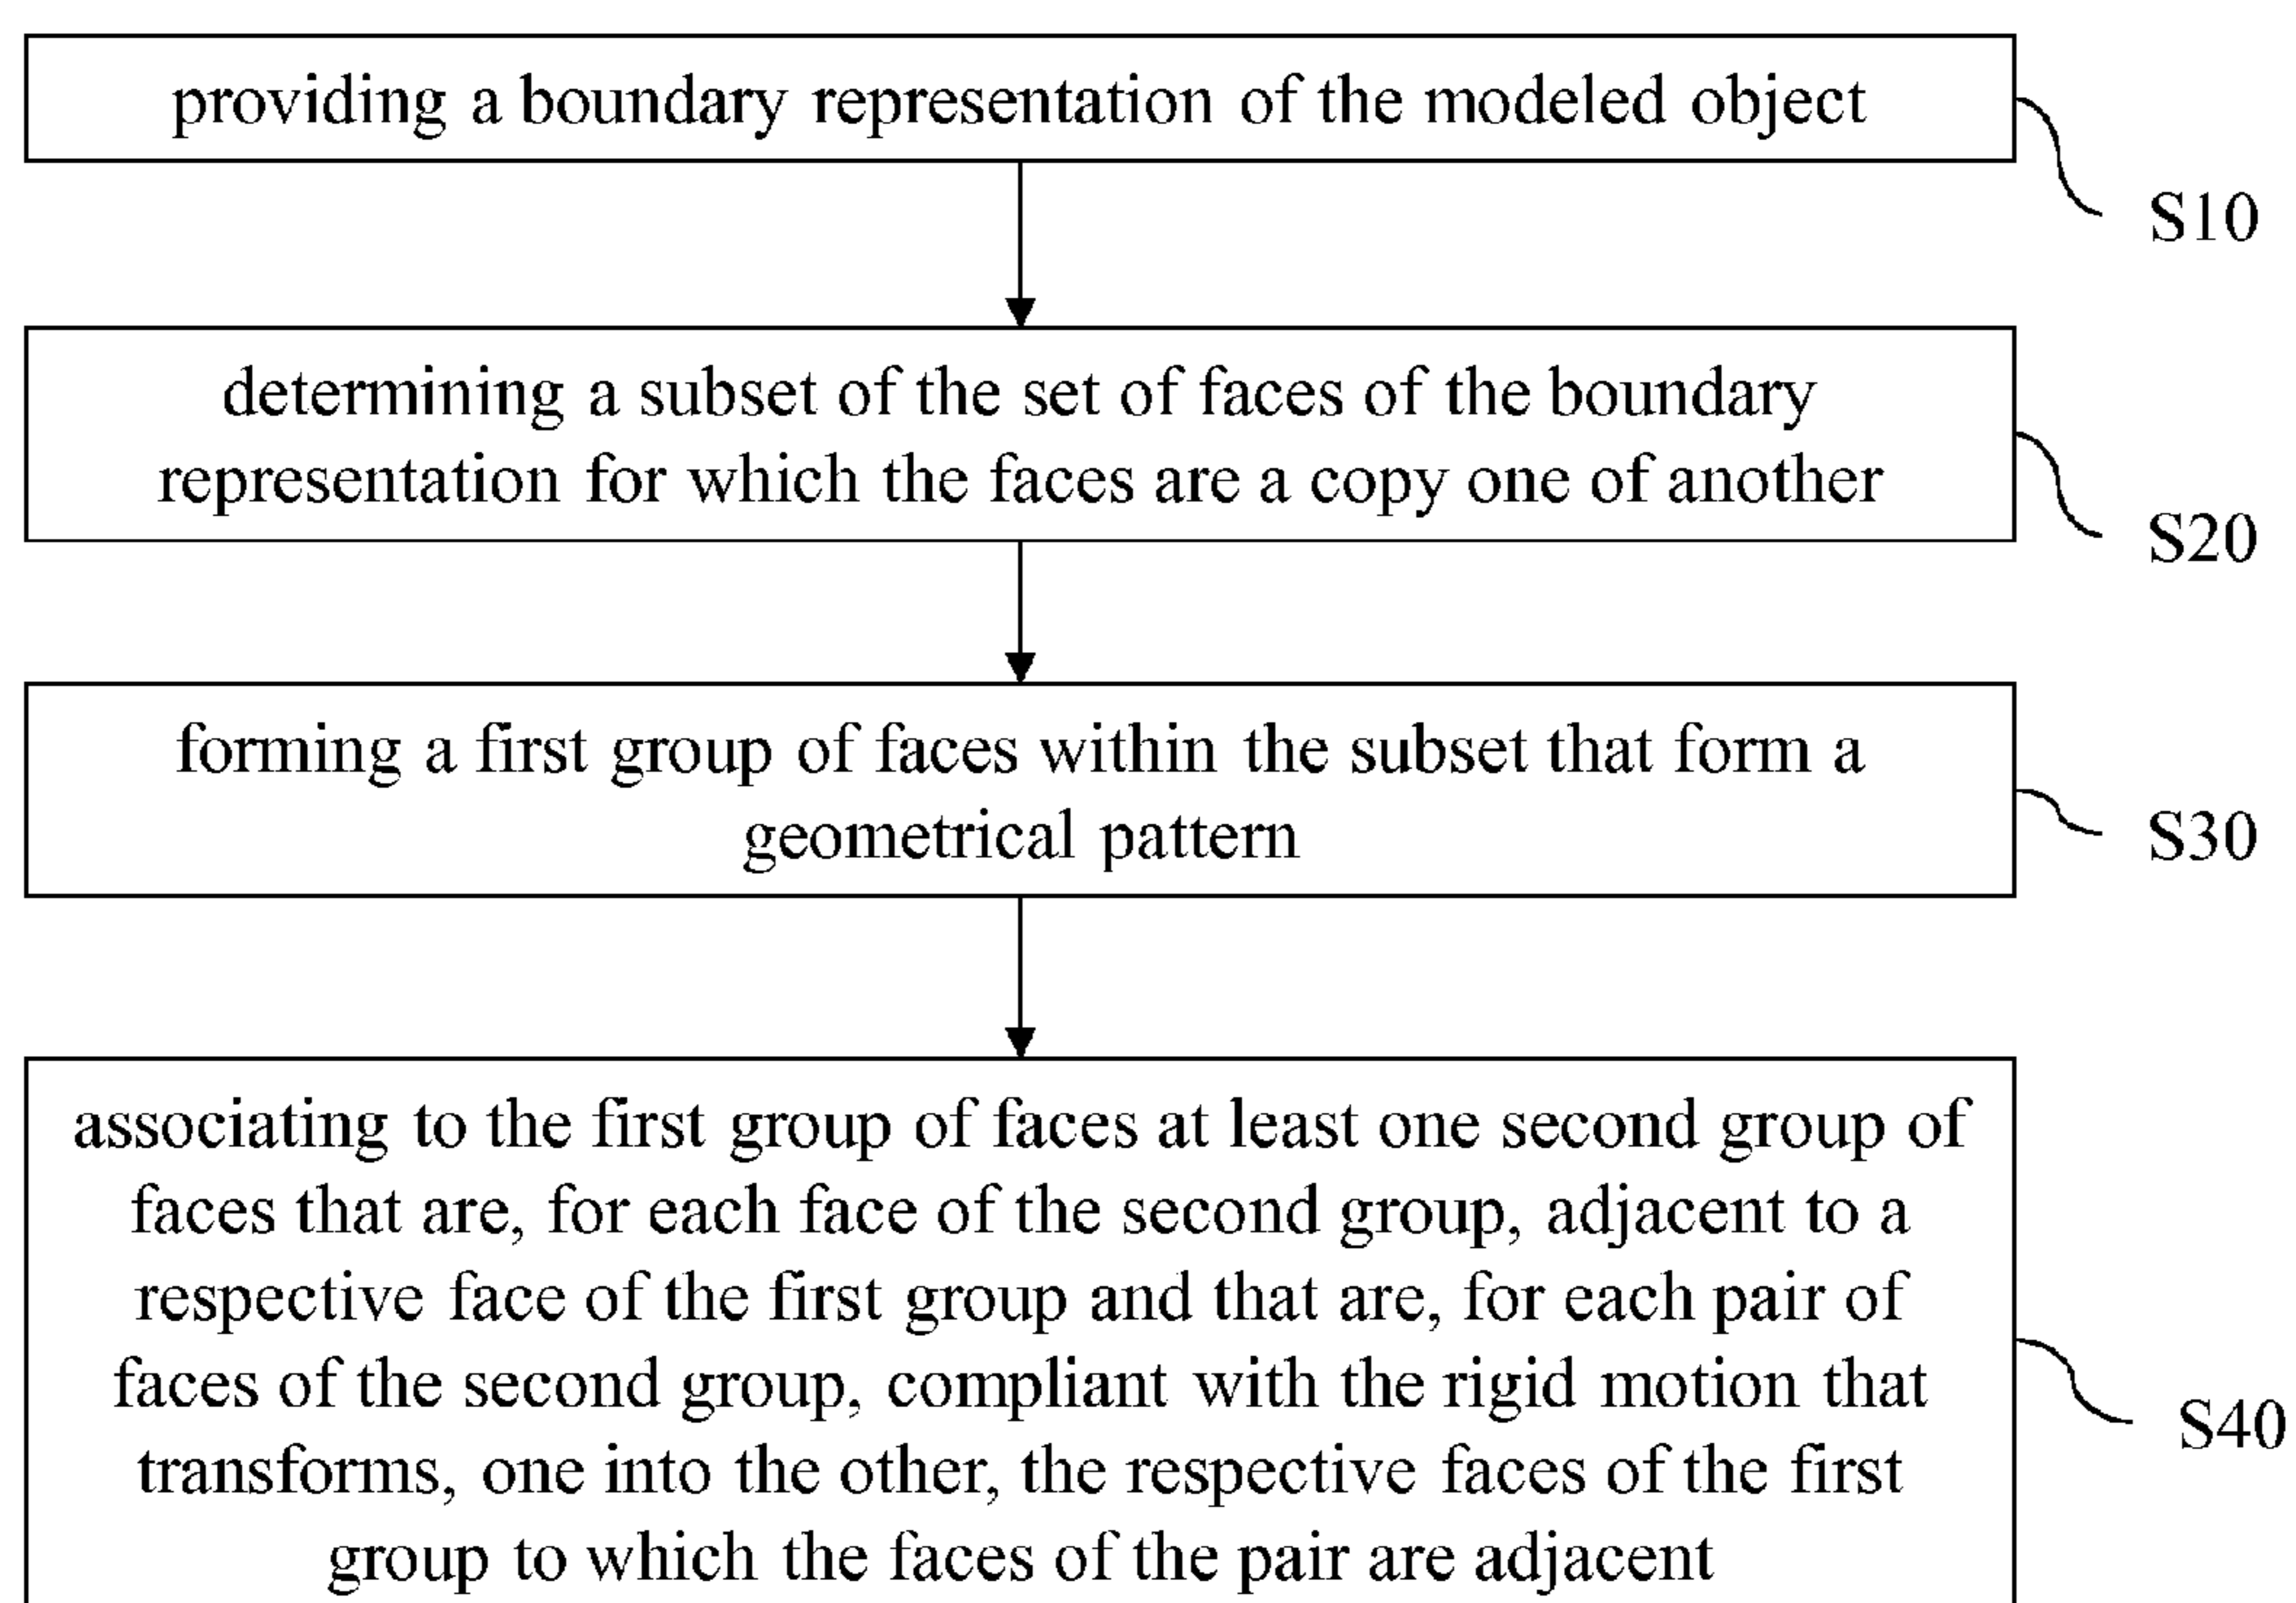 providing a boundary representation of the modeled object
S10
determining a subset of the set of faces of the boundary
representation for which the faces are a copy one of another
S20
forming a first group of faces within the subset that form a
geometrical pattern
S30
associating to the first group of faces at least one second group of
faces that are, for each face of the second group, adjacent to a
respective face of the first group and that are, for each pair of
faces of the second group, compliant with the rigid motion that
transforms, one into the other, the respective faces of the first
group to which the faces of the pair are adjacent
S40